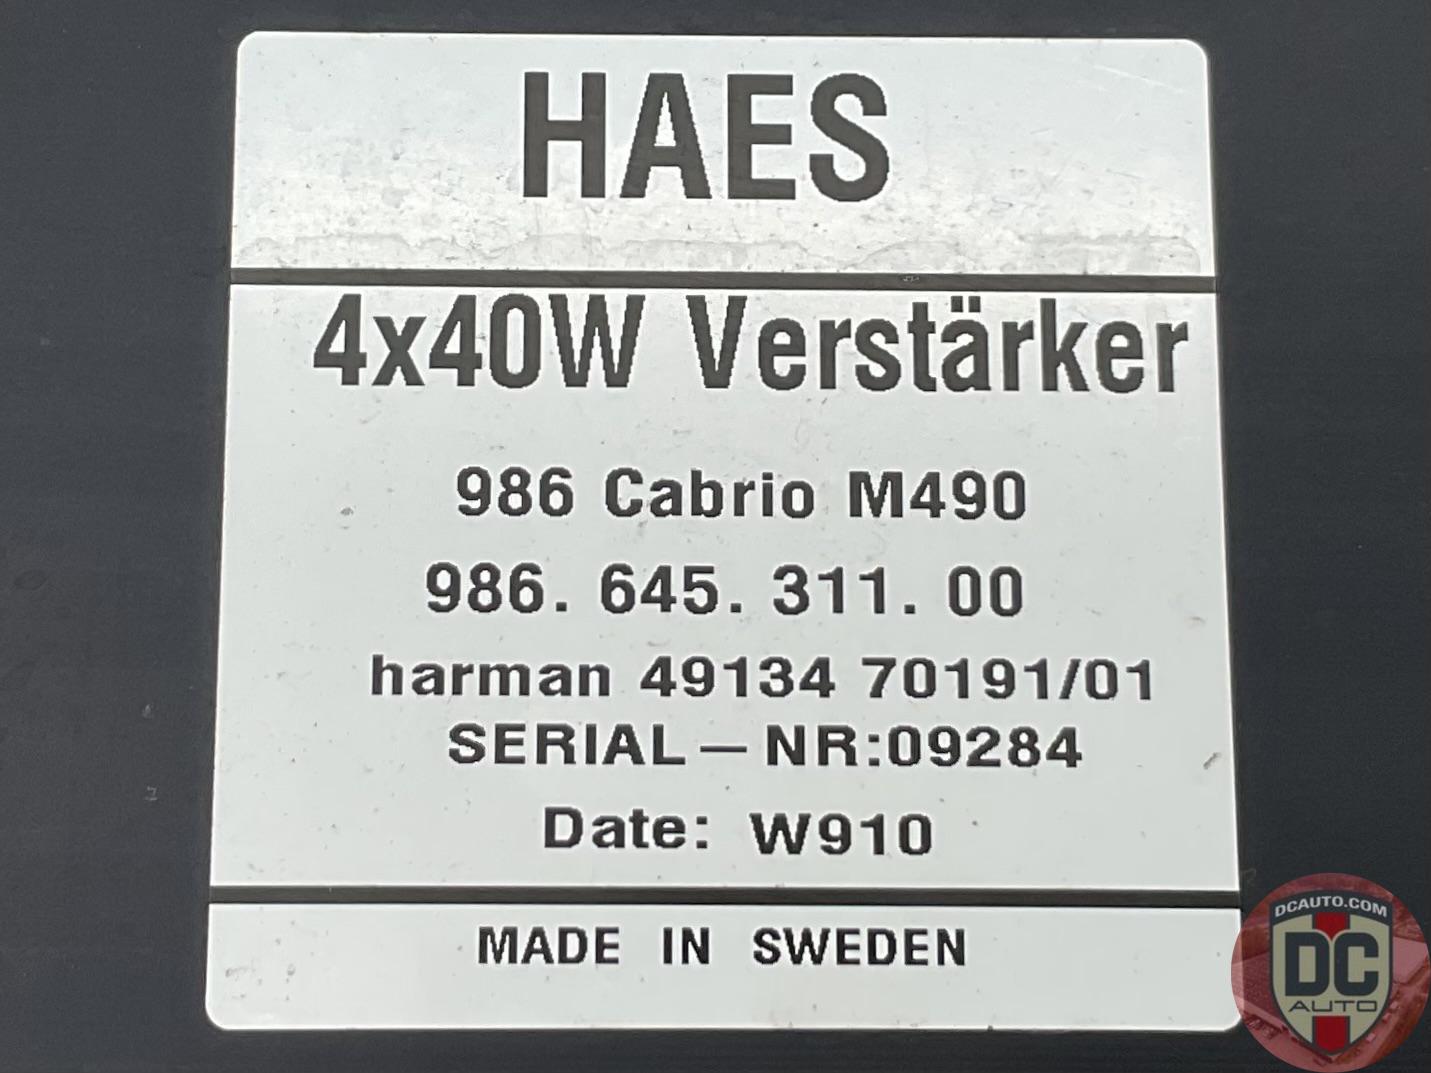 HAES
4x40W Verstärker
986 Cabrio M490
986. 645. 311. 00
harman 49134 70191/01
SERIAL — NR:09284
Date: W910
MADE IN SWEDEN
DCAUTO.COM
DC
AUTO